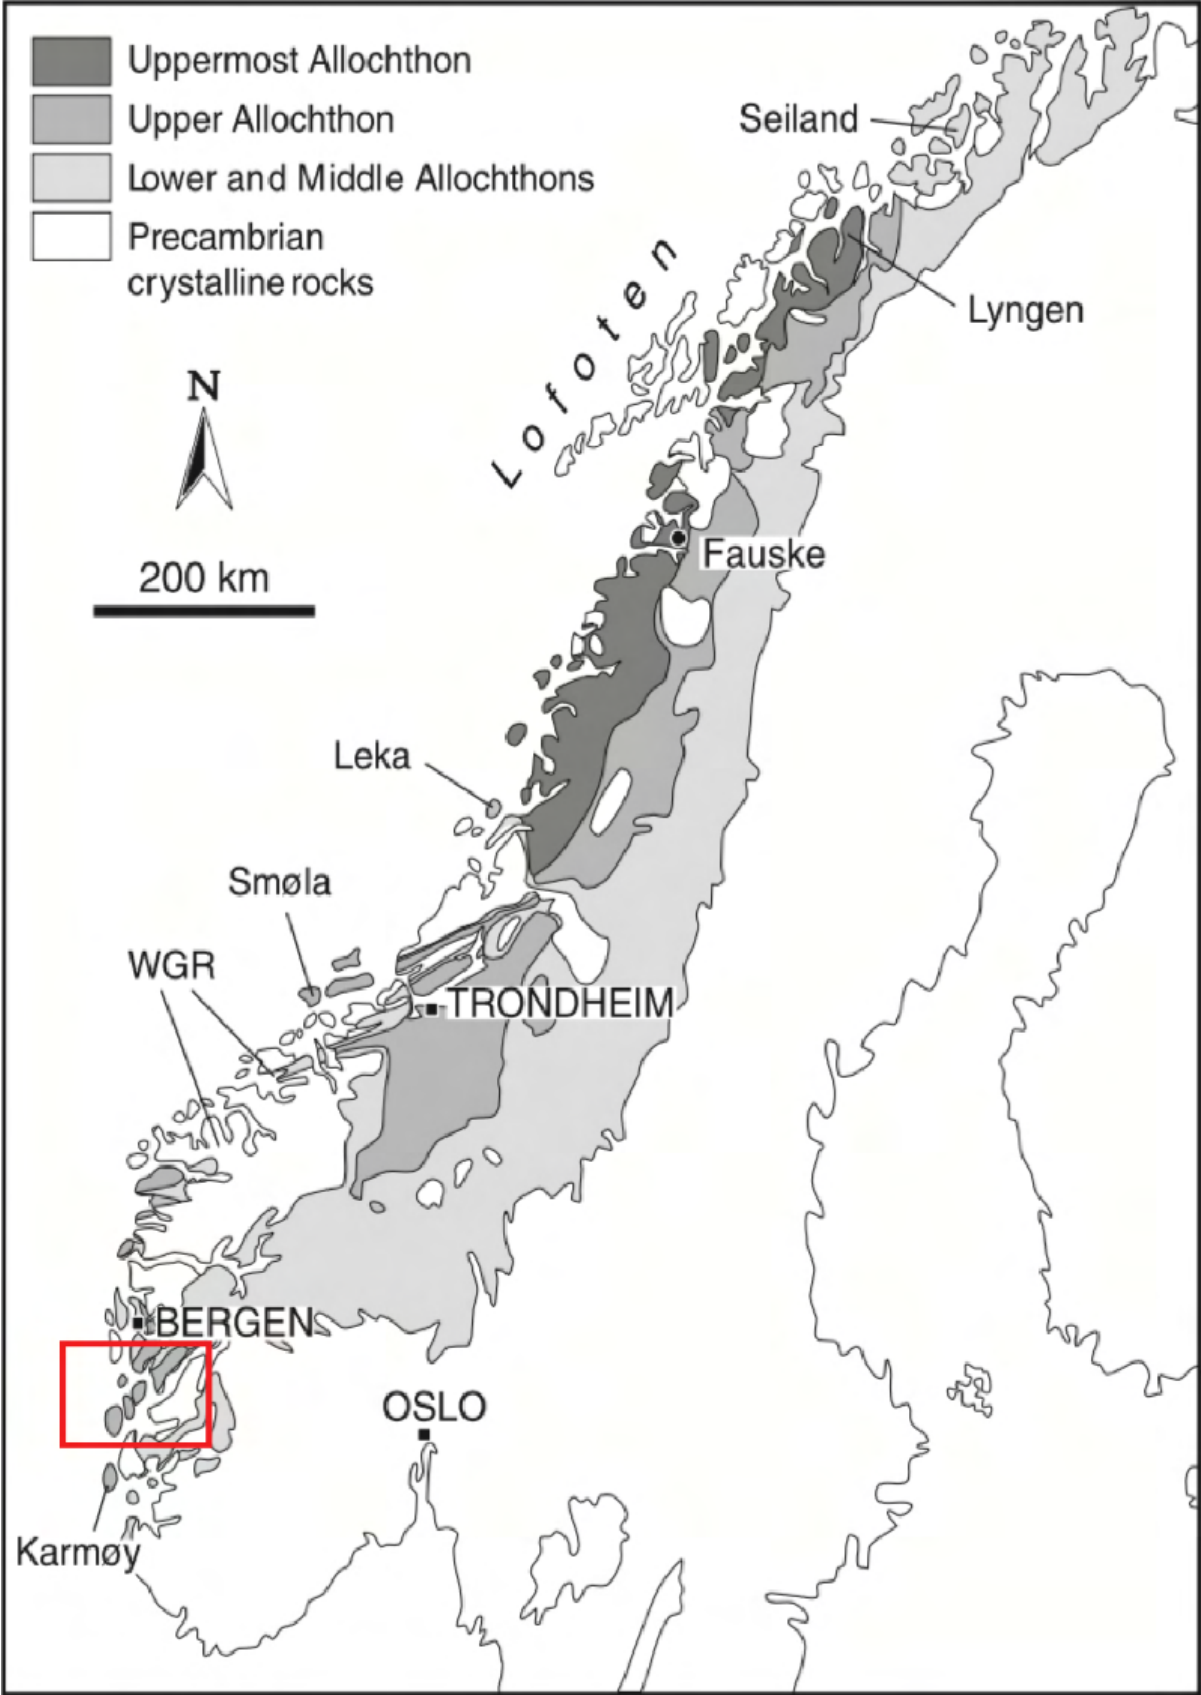 Uppermost Allochthon
Upper Allochthon
Lower and Middle Allochthons
Precambrian
crystalline rocks
Seiland
Lofoten
Lyngen
N
200 km
Fauske
Leka
Smøla
WGR
TRONDHEIM
BERGEN
OSLO
Karmøy